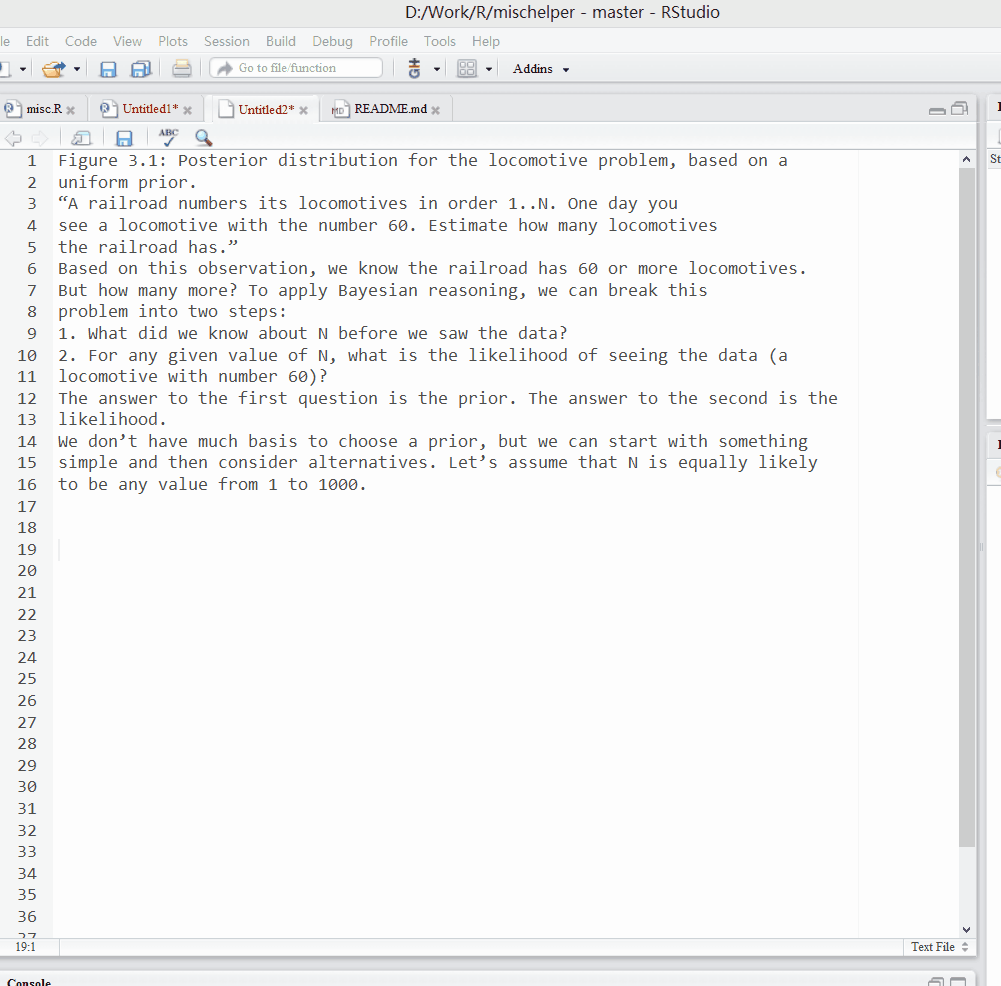 D:/Work/R/mischelper - master - RStudio
le Edit Code View Plots Session Build Debug Profile Tools Help
Go to file/function Addins
misc.R Untitled1* Untitled2* README.md
ABC
St
1 Figure 3.1: Posterior distribution for the locomotive problem, based on a
2 uniform prior.
3 “A railroad numbers its locomotives in order 1..N. One day you
4 see a locomotive with the number 60. Estimate how many locomotives
5 the railroad has.”
6 Based on this observation, we know the railroad has 60 or more locomotives.
7 But how many more? To apply Bayesian reasoning, we can break this
8 problem into two steps:
9 1. What did we know about N before we saw the data?
10 2. For any given value of N, what is the likelihood of seeing the data (a
11 locomotive with number 60)?
12 The answer to the first question is the prior. The answer to the second is the
13 likelihood.
14 We don’t have much basis to choose a prior, but we can start with something
15 simple and then consider alternatives. Let’s assume that N is equally likely
16 to be any value from 1 to 1000.
17
18
19
20
21
22
23
24
25
26
27
28
29
30
31
32
33
34
35
36
37
19:1 Text File
Console